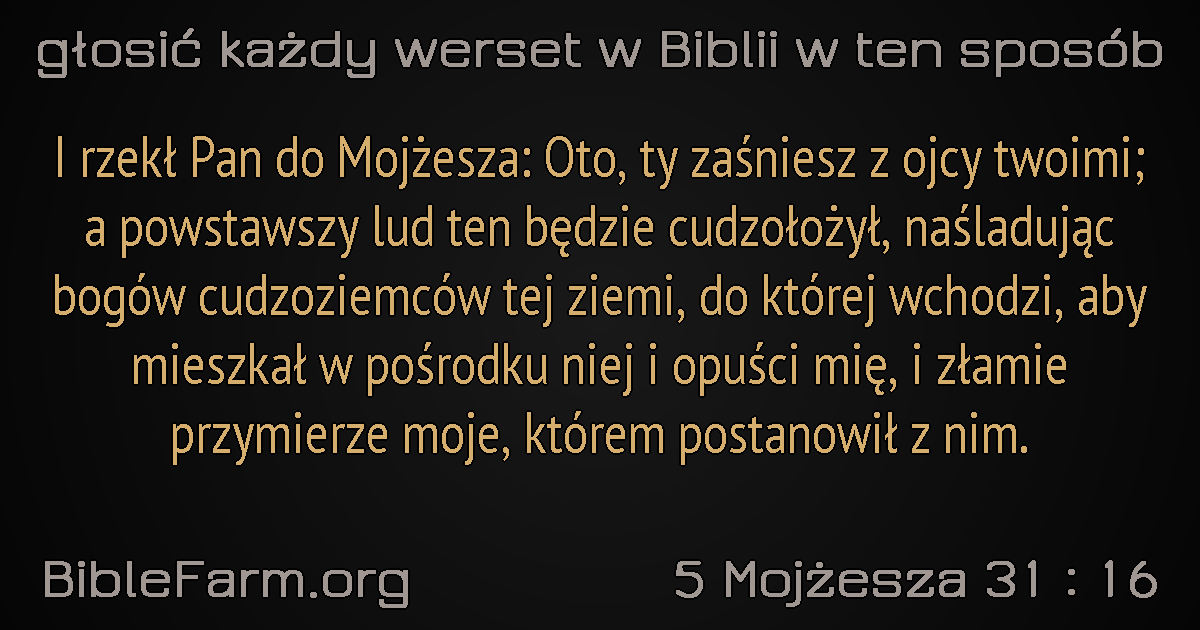 głosić każdy werset w Biblii w ten sposób
I rzekł Pan do Mojżesza: Oto, ty zaśniesz z ojcy twoimi;
a powstawszy lud ten będzie cudzołożył, naśladując
bogów cudzoziemców tej ziemi, do której wchodzi, aby
mieszkał w pośrodku niej i opuści mię, i złamie
przymierze moje, którem postanowił z nim.
BibleFarm.org
5 Mojżesza 31 : 16